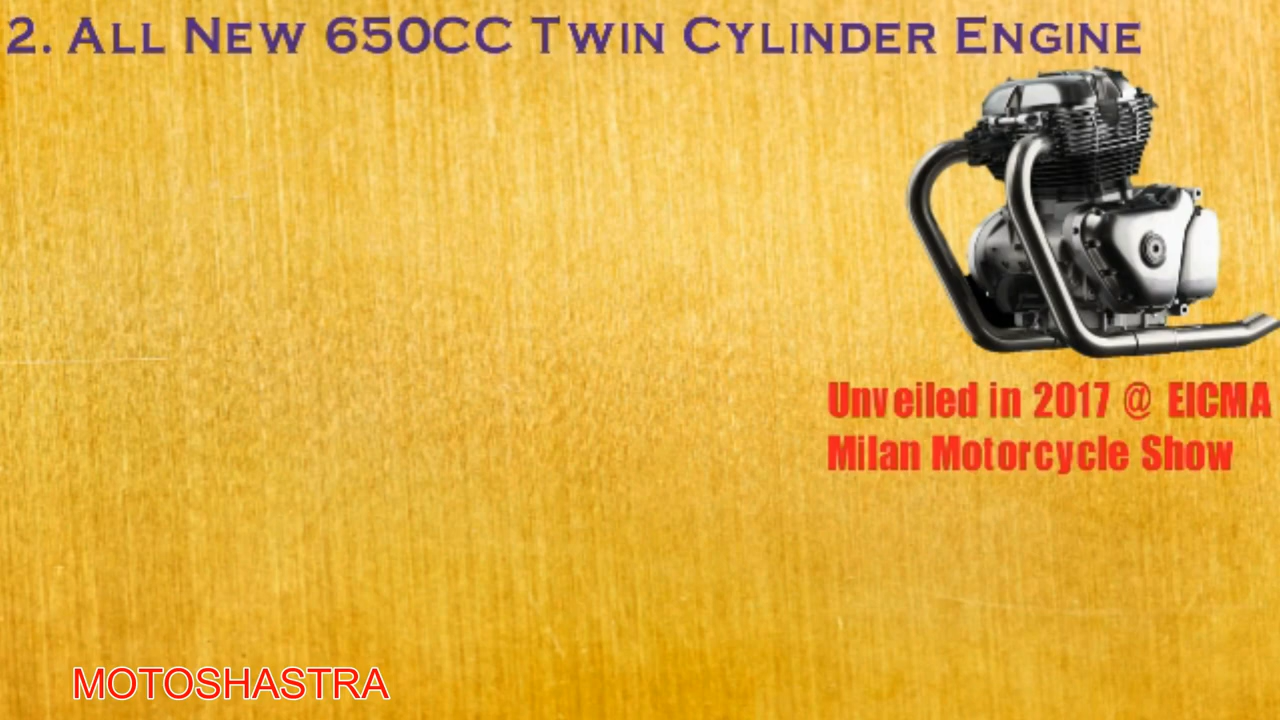 2. All New 650CC Twin Cylinder Engine
Unveiled in 2017 @ EICMA
Milan Motorcycle Show
MOTOSHASTRA